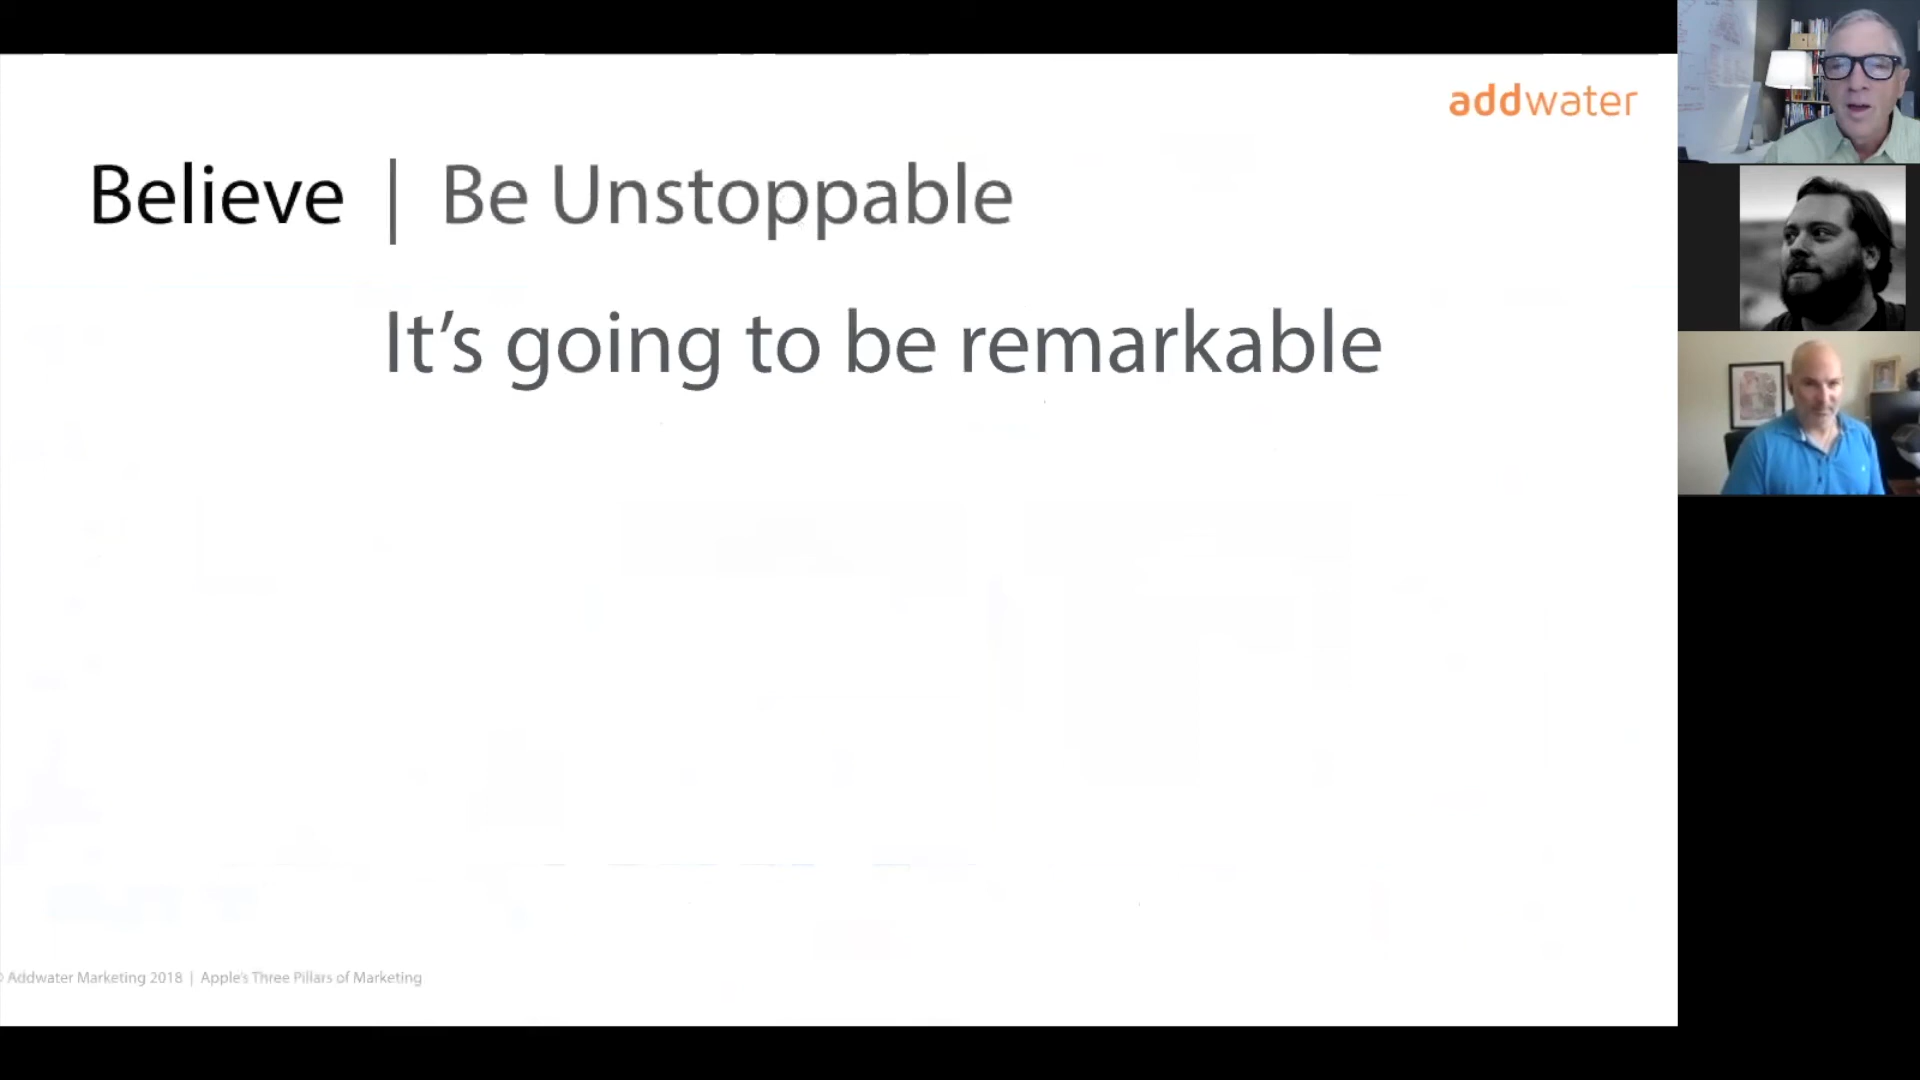 addwater
Believe | Be Unstoppable
It's going to be remarkable
© Addwater Marketing 2018 | Apple's Three Pillars of Marketing